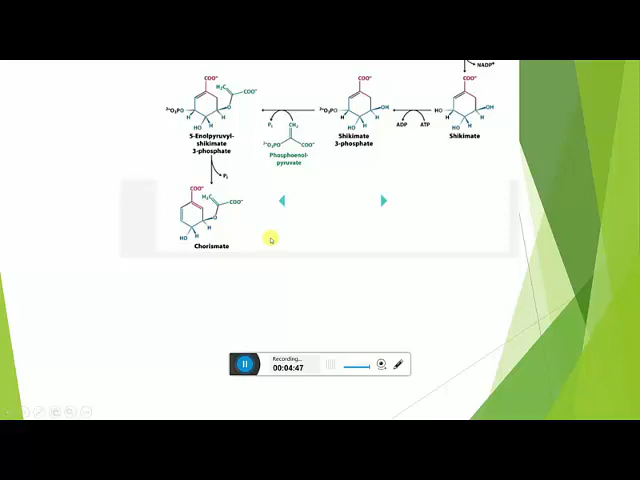 NADP⁺
COO⁻
H₂C
COO⁻
²⁻O₃PO
O
H
H
HO
H
5-Enolpyruvyl-
shikimate
3-phosphate
Pᵢ
CH₂
²⁻O₃PO
COO⁻
Phosphoenol-
pyruvate
COO⁻
²⁻O₃PO
OH
H
H
HO
H
Shikimate
3-phosphate
ADP
ATP
COO⁻
HO
OH
H
H
HO
H
Shikimate
Pᵢ
COO⁻
H₂C
COO⁻
O
H
HO
H
Chorismate
Recording...
00:04:47